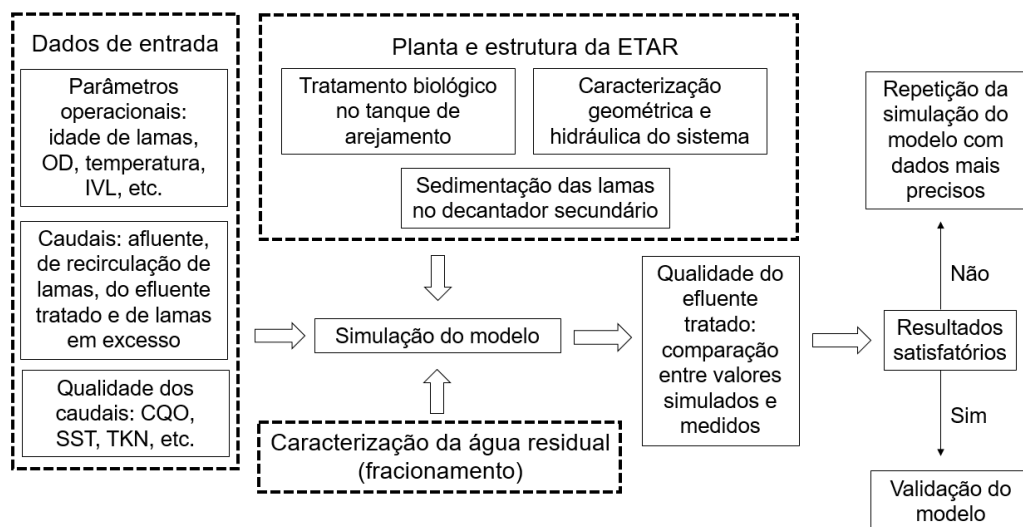 Dados de entrada
Parâmetros
operacionais:
idade de lamas,
OD, temperatura,
IVL, etc.
Caudais: afluente,
de recirculação de
lamas, do efluente
tratado e de lamas
em excesso
Qualidade dos
caudais: CQO,
SST, TKN, etc.
Planta e estrutura da ETAR
Tratamento biológico
no tanque de
arejamento
Caracterização
geométrica e
hidráulica do sistema
Sedimentação das lamas
no decantador secundário
Simulação do modelo
Caracterização da água residual
(fracionamento)
Qualidade do
efluente
tratado:
comparação
entre valores
simulados e
medidos
Repetição da
simulação do
modelo com
dados mais
precisos
Não
Resultados
satisfatórios
Sim
Validação do
modelo